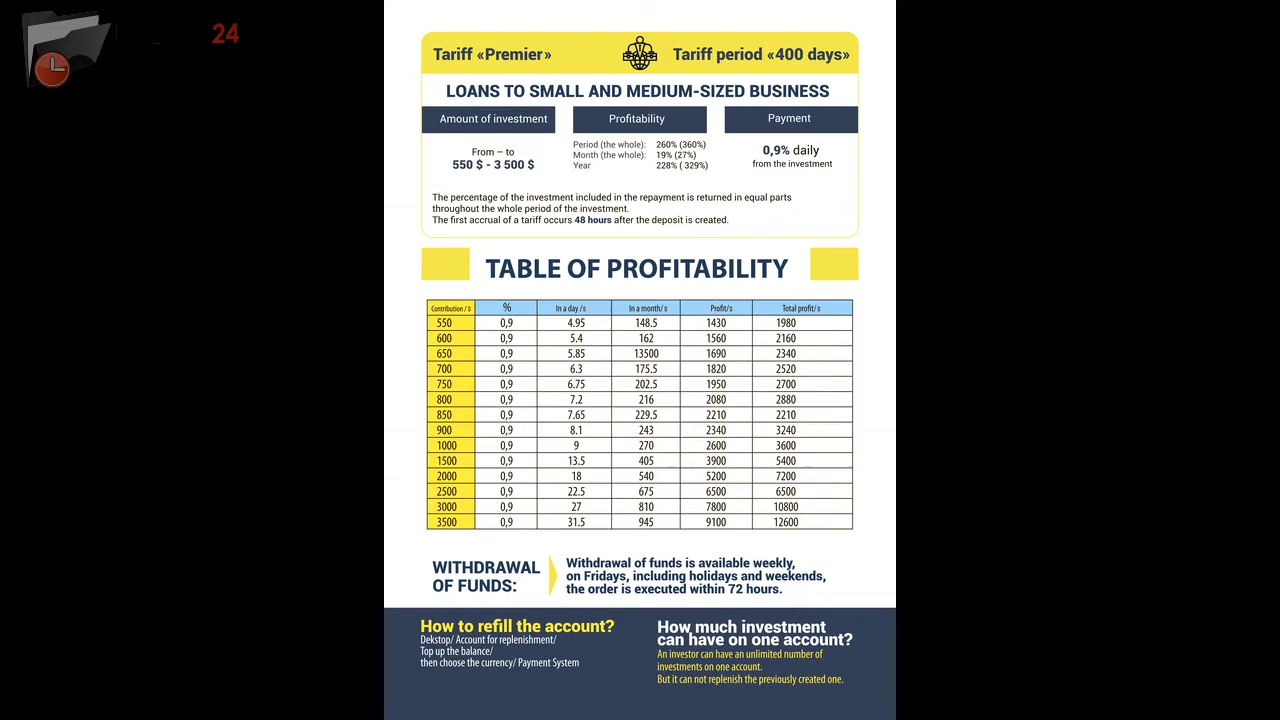 24
Tariff «Premier»
Tariff period «400 days»
LOANS TO SMALL AND MEDIUM-SIZED BUSINESS
Amount of investment
Profitability
Payment
From – to
550 $ - 3 500 $
Period (the whole): 260% (360%)
Month (the whole): 19% (27%)
Year 228% ( 329%)
0,9% daily
from the investment
The percentage of the investment included in the repayment is returned in equal parts
throughout the whole period of the investment.
The first accrual of a tariff occurs 48 hours after the deposit is created.
TABLE OF PROFITABILITY
Contribution / $ % In a day /$ In a month/ $ Profit/$ Total profit/ $
550 0,9 4.95 148.5 1430 1980
600 0,9 5.4 162 1560 2160
650 0,9 5.85 13500 1690 2340
700 0,9 6.3 175.5 1820 2520
750 0,9 6.75 202.5 1950 2700
800 0,9 7.2 216 2080 2880
850 0,9 7.65 229.5 2210 2210
900 0,9 8.1 243 2340 3240
1000 0,9 9 270 2600 3600
1500 0,9 13.5 405 3900 5400
2000 0,9 18 540 5200 7200
2500 0,9 22.5 675 6500 6500
3000 0,9 27 810 7800 10800
3500 0,9 31.5 945 9100 12600
WITHDRAWAL
OF FUNDS:
Withdrawal of funds is available weekly,
on Fridays, including holidays and weekends,
the order is executed within 72 hours.
How to refill the account?
Dekstop/ Account for replenishment/
Top up the balance/
then choose the currency/ Payment System
How much investment
can have on one account?
An investor can have an unlimited number of
investments on one account.
But it can not replenish the previously created one.